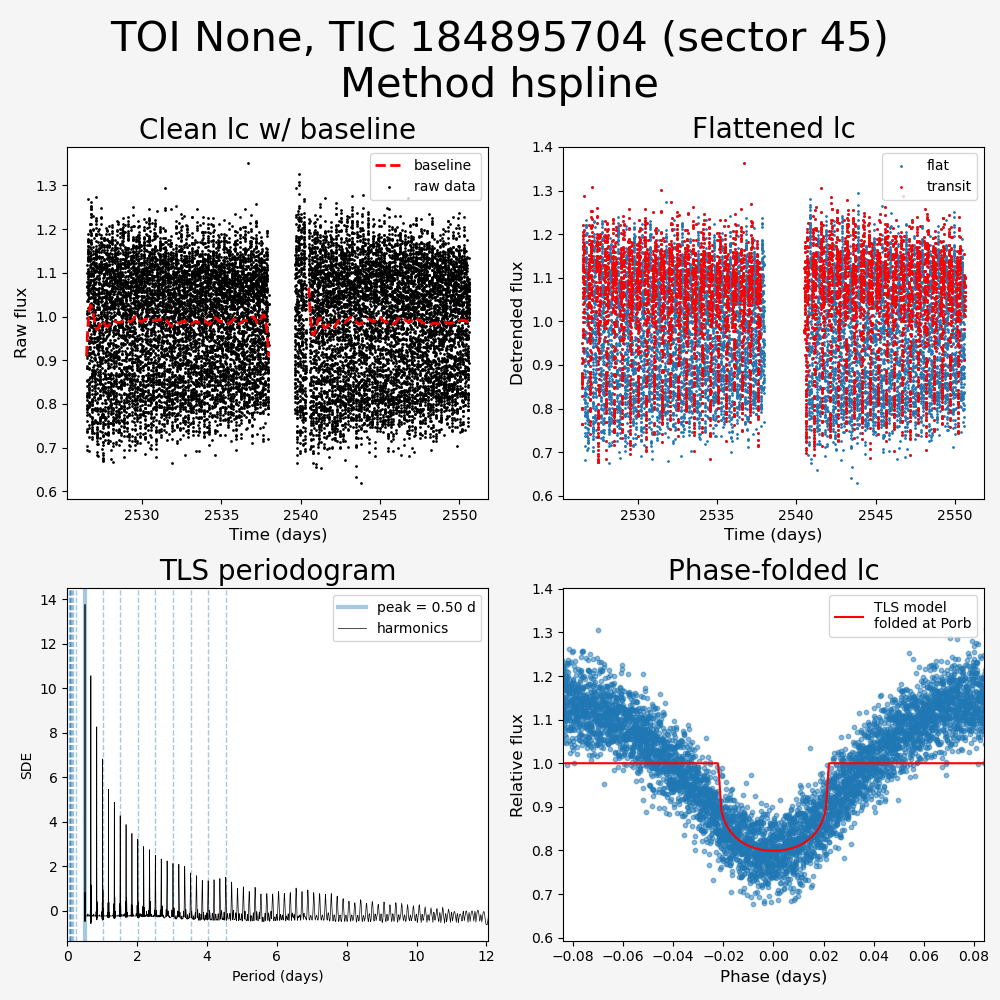 TOI None, TIC 184895704 (sector 45)
Method hspline
Clean lc w/ baseline
Flattened lc
baseline
raw data
flat
transit
Raw flux
1.3
1.2
1.1
1.0
0.9
0.8
0.7
0.6
2530
2535
2540
2545
2550
Time (days)
Detrended flux
1.4
1.3
1.2
1.1
1.0
0.9
0.8
0.7
0.6
2530
2535
2540
2545
2550
Time (days)
TLS periodogram
Phase-folded lc
peak = 0.50 d
harmonics
SDE
14
12
10
8
6
4
2
0
0
2
4
6
8
10
12
Period (days)
TLS model
folded at Porb
Relative flux
1.4
1.3
1.2
1.1
1.0
0.9
0.8
0.7
0.6
−0.08
−0.06
−0.04
−0.02
0.00
0.02
0.04
0.06
0.08
Phase (days)